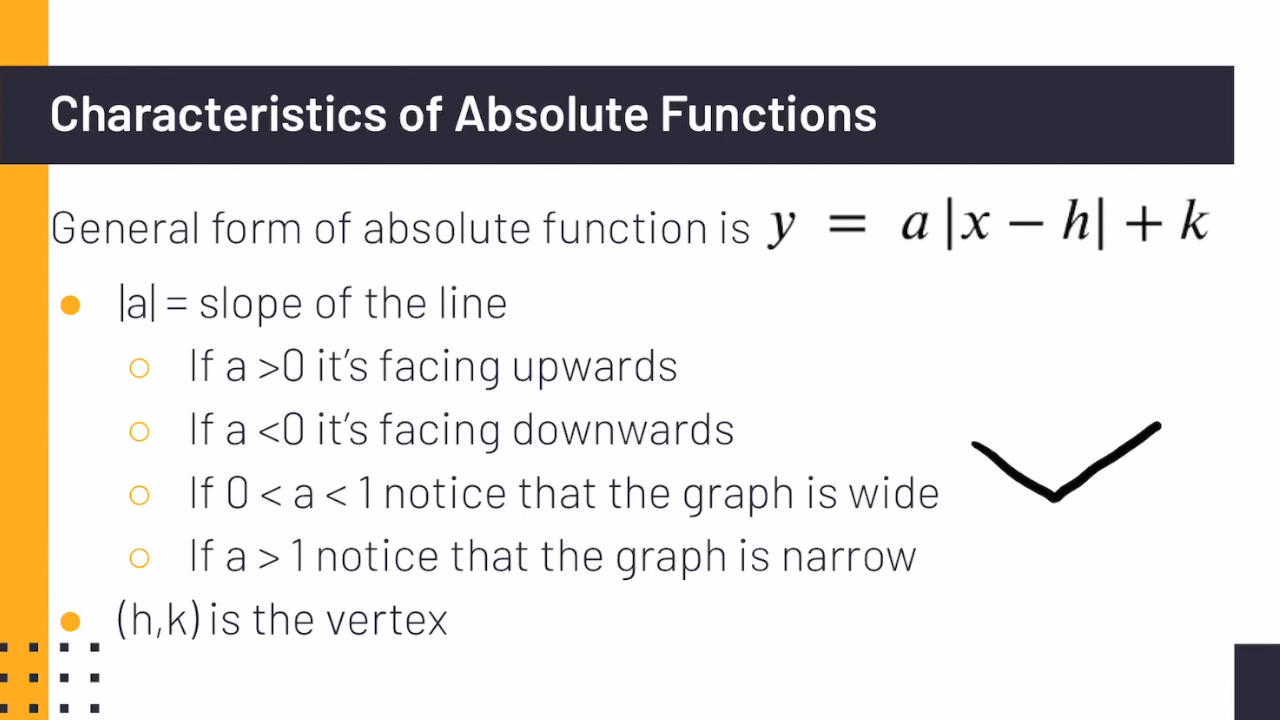 Characteristics of Absolute Functions
General form of absolute function is y = a |x − h| + k
● |a| = slope of the line
○ If a >0 it’s facing upwards
○ If a <0 it’s facing downwards
○ If 0 < a < 1 notice that the graph is wide
○ If a > 1 notice that the graph is narrow
● (h,k) is the vertex